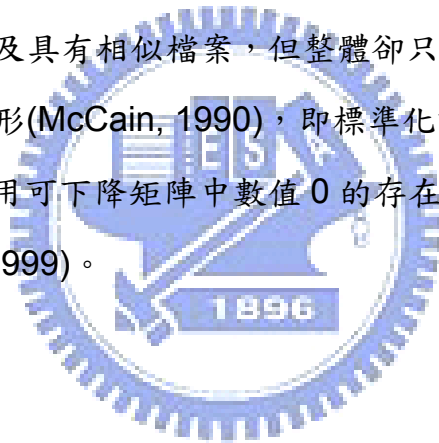 及具有相似檔案，但整體卻只
形(McCain, 1990)，即標準化
用可下降矩陣中數值 0 的存在
999)。
E S A
1896